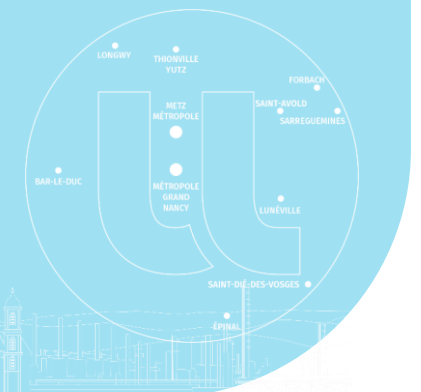 LONGWY
THIONVILLE
YUTZ
FORBACH
METZ
MÉTROPOLE
SAINT-AVOLD
SARREGUEMINES
BAR-LE-DUC
MÉTROPOLE
GRAND
NANCY
LUNÉVILLE
SAINT-DIÉ-DES-VOSGES
ÉPINAL